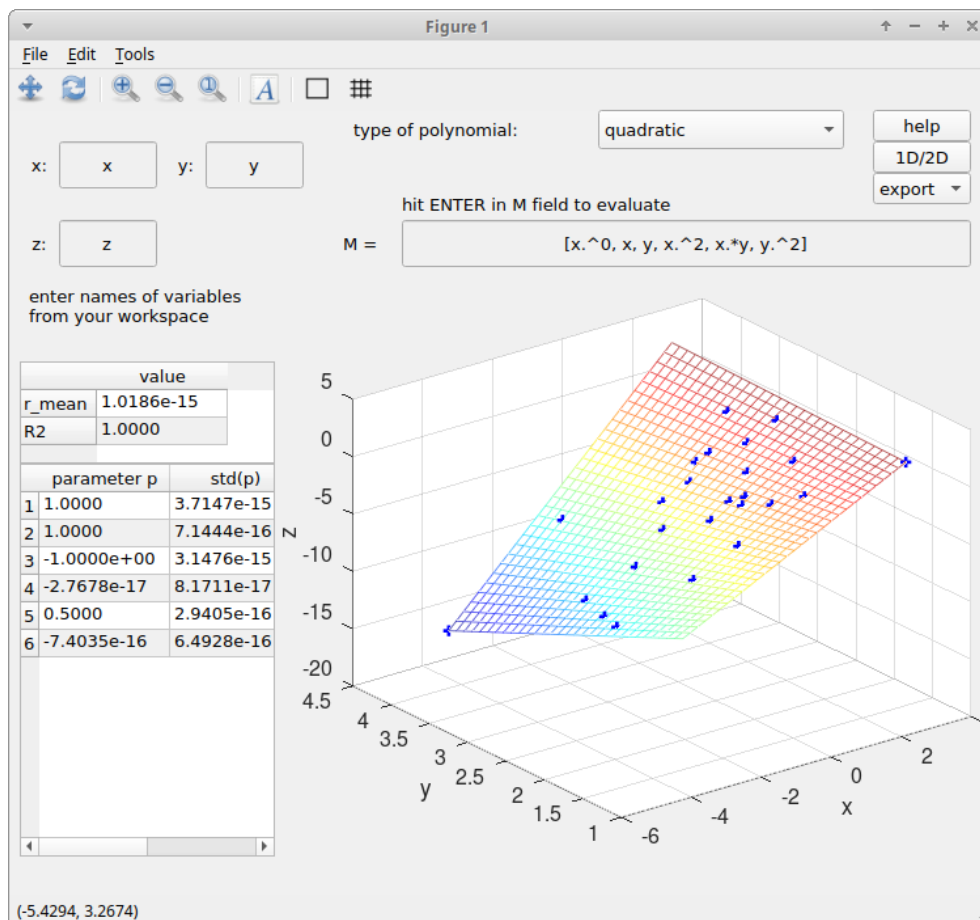 Figure 1
File Edit Tools
A
type of polynomial: quadratic help
x: x y: y 1D/2D
export
hit ENTER in M field to evaluate
z: z M = [x.^0, x, y, x.^2, x.*y, y.^2]
enter names of variables
from your workspace
value
r_mean 1.0186e-15
R2 1.0000
parameter p std(p)
1 1.0000 3.7147e-15
2 1.0000 7.1444e-16
3 -1.0000e+00 3.1476e-15
4 -2.7678e-17 8.1711e-17
5 0.5000 2.9405e-16
6 -7.4035e-16 6.4928e-16
5
0
-5
-10
-15
-20
z
4.5
4
3.5
3
2.5
2
1.5
1
y
-6
-4
-2
0
2
x
(-5.4294, 3.2674)